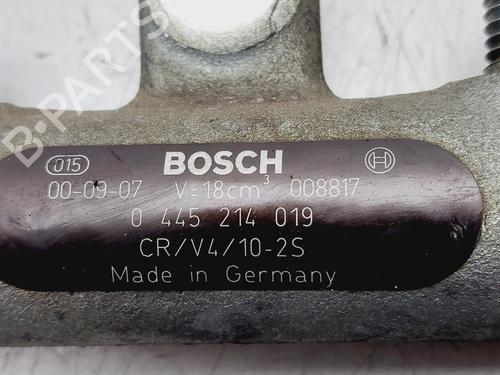 B-PARTS
015 BOSCH
00-09-07 V=18cm³ 008817
0 445 214 019
CR/V4/10-2S
Made in Germany